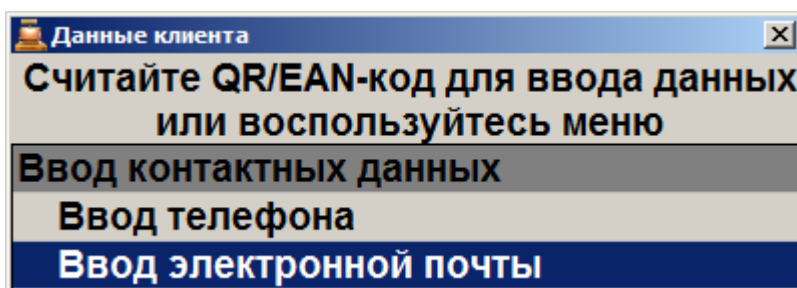 Данные клиента
Считайте QR/EAN-код для ввода данных
или воспользуйтесь меню
Ввод контактных данных
Ввод телефона
Ввод электронной почты